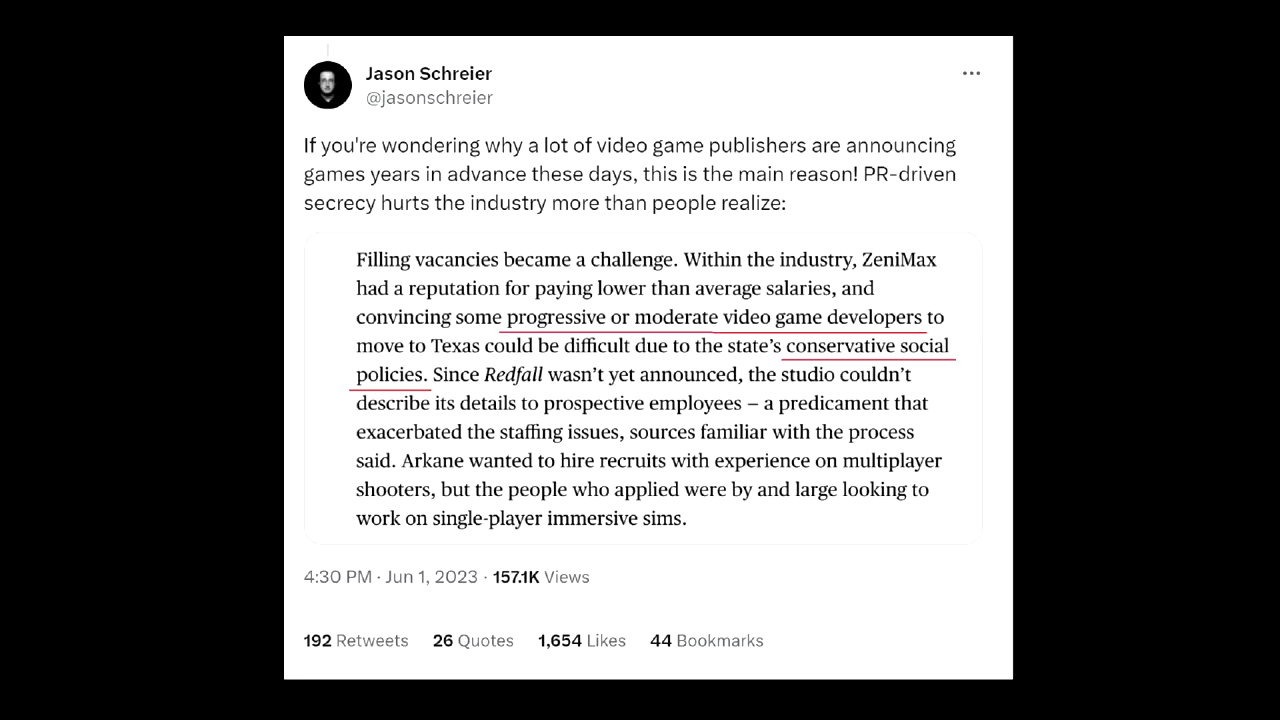 Jason Schreier
@jasonschreier
If you're wondering why a lot of video game publishers are announcing
games years in advance these days, this is the main reason! PR-driven
secrecy hurts the industry more than people realize:
Filling vacancies became a challenge. Within the industry, ZeniMax
had a reputation for paying lower than average salaries, and
convincing some progressive or moderate video game developers to
move to Texas could be difficult due to the state’s conservative social
policies. Since Redfall wasn’t yet announced, the studio couldn’t
describe its details to prospective employees – a predicament that
exacerbated the staffing issues, sources familiar with the process
said. Arkane wanted to hire recruits with experience on multiplayer
shooters, but the people who applied were by and large looking to
work on single-player immersive sims.
4:30 PM · Jun 1, 2023 · 157.1K Views
192 Retweets 26 Quotes 1,654 Likes 44 Bookmarks